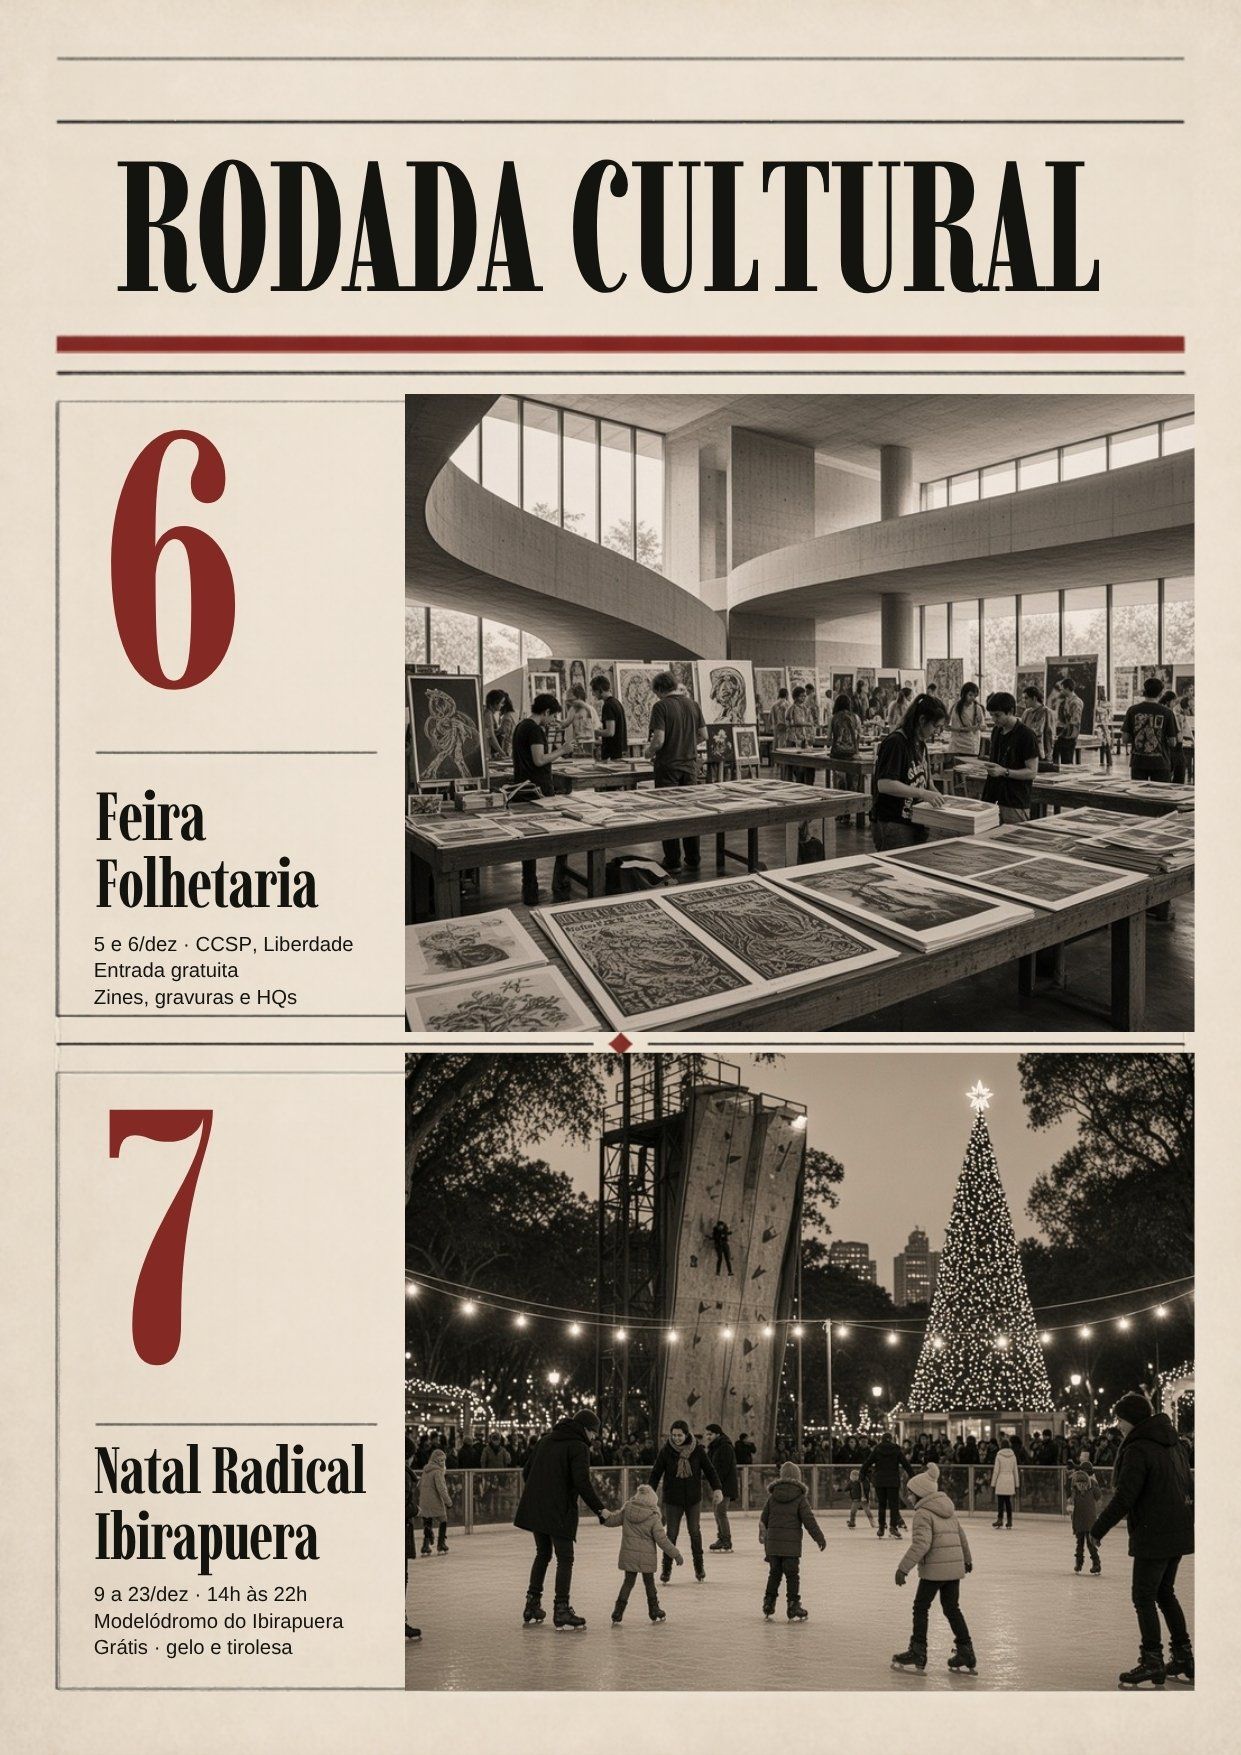 RODADA CULTURAL
6
Feira
Folhetaria
5 e 6/dez · CCSP, Liberdade
Entrada gratuita
Zines, gravuras e HQs
7
Natal Radical
Ibirapuera
9 a 23/dez · 14h às 22h
Modelódromo do Ibirapuera
Grátis · gelo e tirolesa